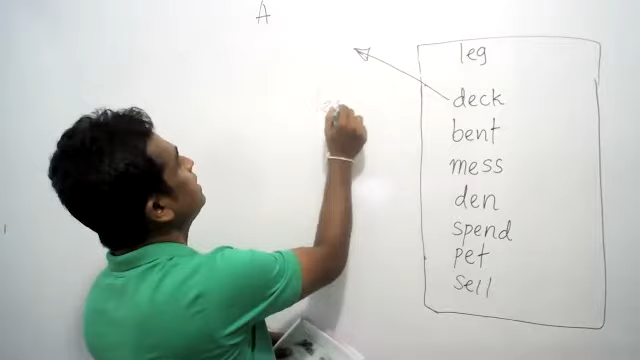 A
leg
deck
bent
mess
den
spend
pet
sell